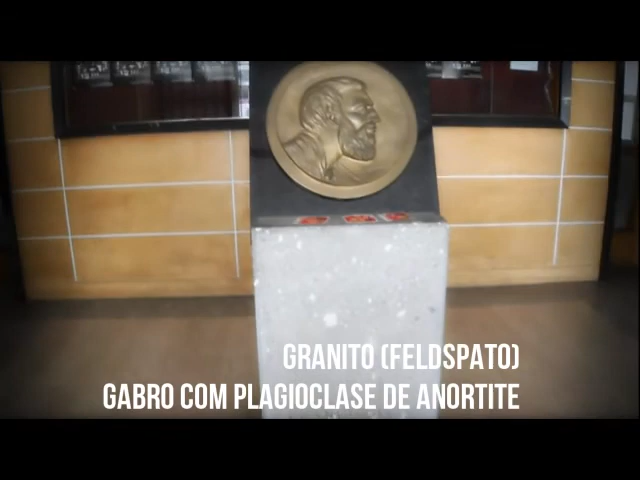 GRANITO (FELDSPATO)
GABRO COM PLAGIOCLASE DE ANORTITE